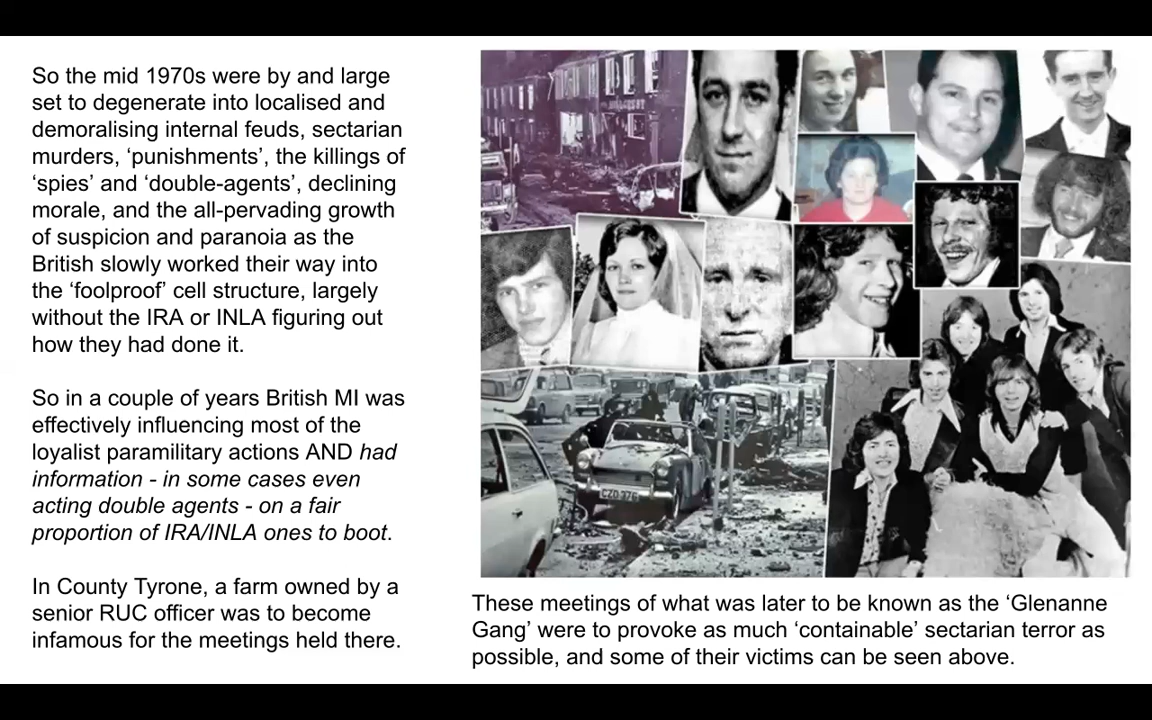 So the mid 1970s were by and large
set to degenerate into localised and
demoralising internal feuds, sectarian
murders, ‘punishments’, the killings of
‘spies’ and ‘double-agents’, declining
morale, and the all-pervading growth
of suspicion and paranoia as the
British slowly worked their way into
the ‘foolproof’ cell structure, largely
without the IRA or INLA figuring out
how they had done it.
So in a couple of years British MI was
effectively influencing most of the
loyalist paramilitary actions AND had
information - in some cases even
acting double agents - on a fair
proportion of IRA/INLA ones to boot.
In County Tyrone, a farm owned by a
senior RUC officer was to become
infamous for the meetings held there.
These meetings of what was later to be known as the ‘Glenanne
Gang’ were to provoke as much ‘containable’ sectarian terror as
possible, and some of their victims can be seen above.